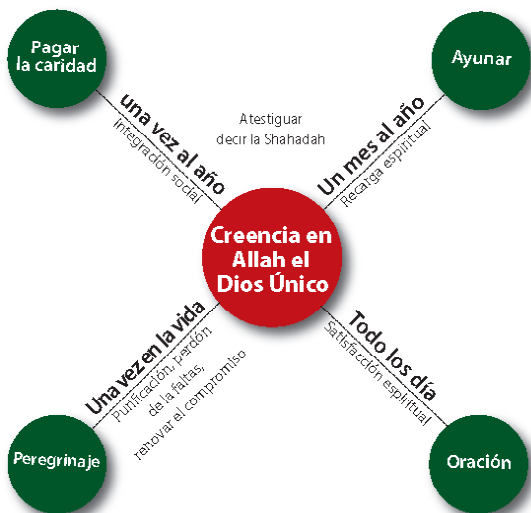 Pagar
la caridad
Ayunar
una vez al año
Integración social
Atestiguar
decir la Shahadah
Un mes al año
Recarga espiritual
Creencia en
Allah el
Dios Único
Una vez en la vida
Purificación, perdón
de la faltas,
renovar el compromiso
Todo los día
Satisfacción espiritual
Peregrinaje
Oración